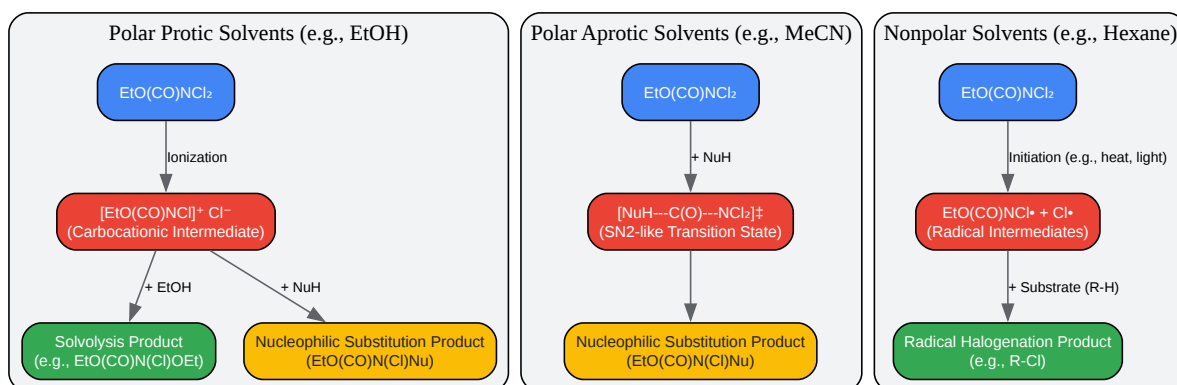 Polar Protic Solvents (e.g., EtOH)
EtO(CO)NCl₂
Ionization
[EtO(CO)NCl]⁺ Cl⁻
(Carbocationic Intermediate)
+ EtOH
+ NuH
Solvolysis Product
(e.g., EtO(CO)N(Cl)OEt)
Nucleophilic Substitution Product
(EtO(CO)N(Cl)Nu)
Polar Aprotic Solvents (e.g., MeCN)
EtO(CO)NCl₂
+ NuH
[NuH---C(O)---NCl₂]‡
(SN2-like Transition State)
Nucleophilic Substitution Product
(EtO(CO)N(Cl)Nu)
Nonpolar Solvents (e.g., Hexane)
EtO(CO)NCl₂
Initiation (e.g., heat, light)
EtO(CO)NCl• + Cl•
(Radical Intermediates)
+ Substrate (R-H)
Radical Halogenation Product
(e.g., R-Cl)